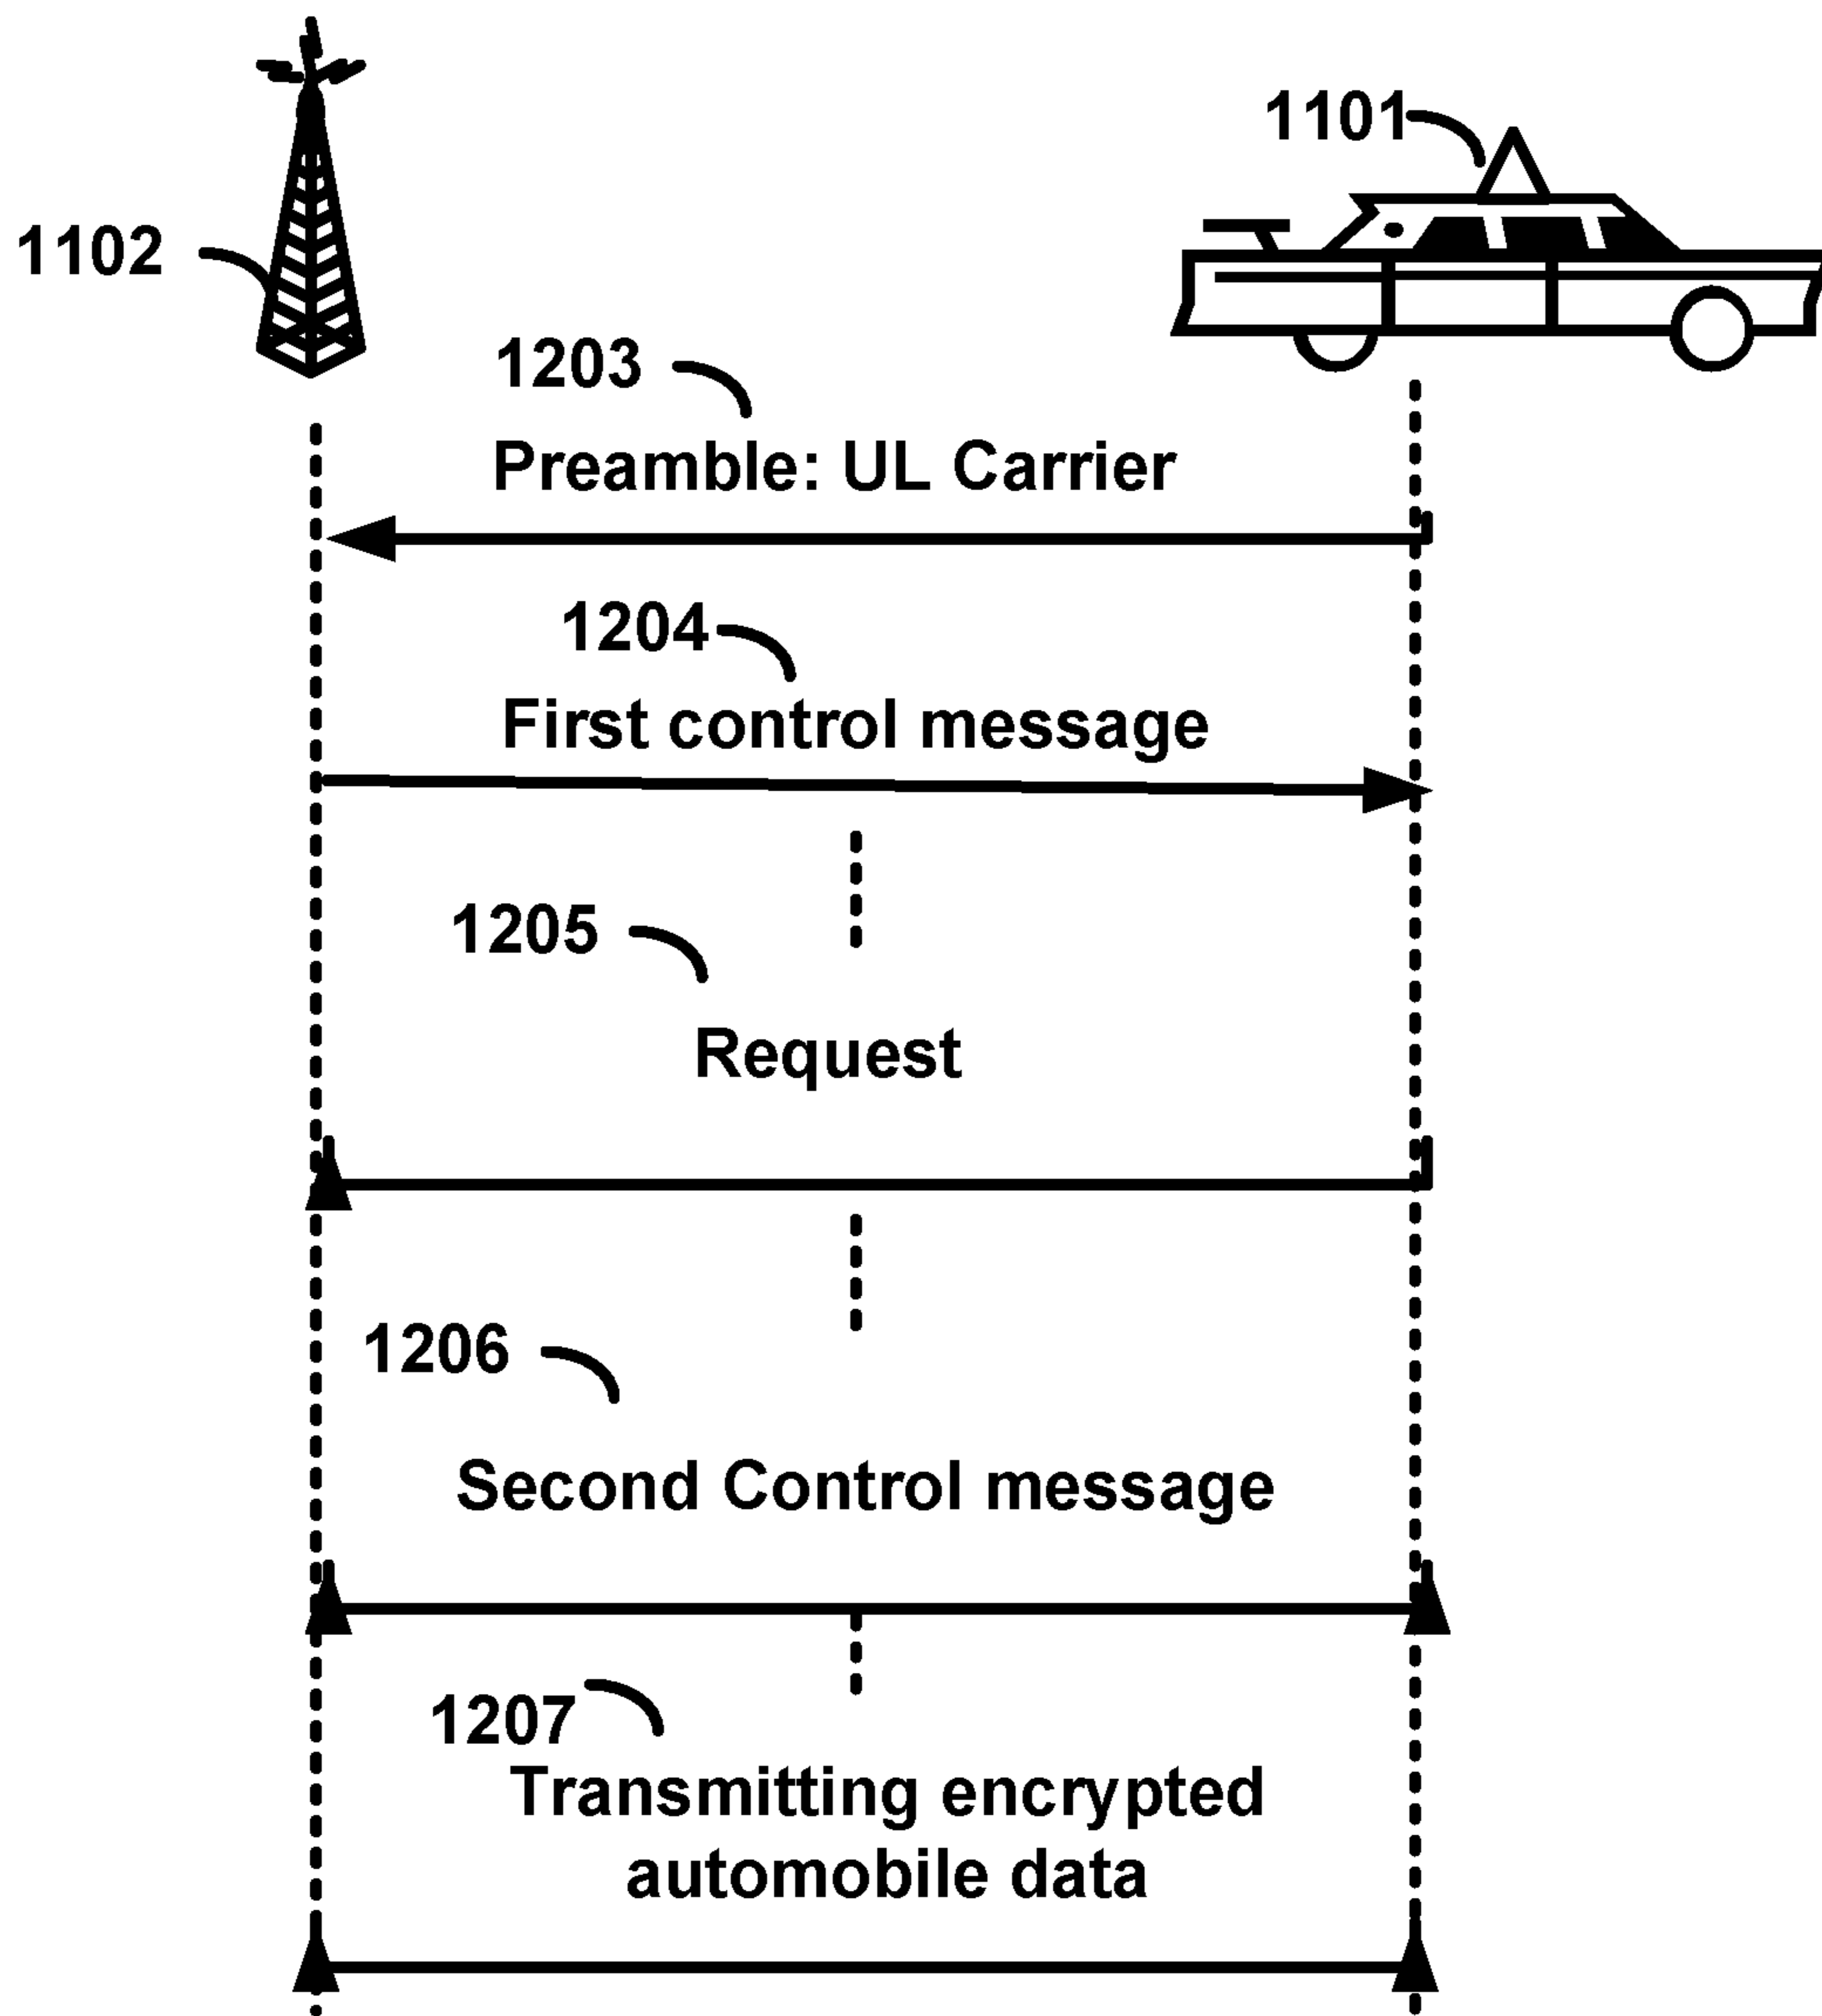 1101
1102
1203
Preamble: UL Carrier
1204
First control message
1205
Request
1206
Second Control message
1207
Transmitting encrypted
automobile data